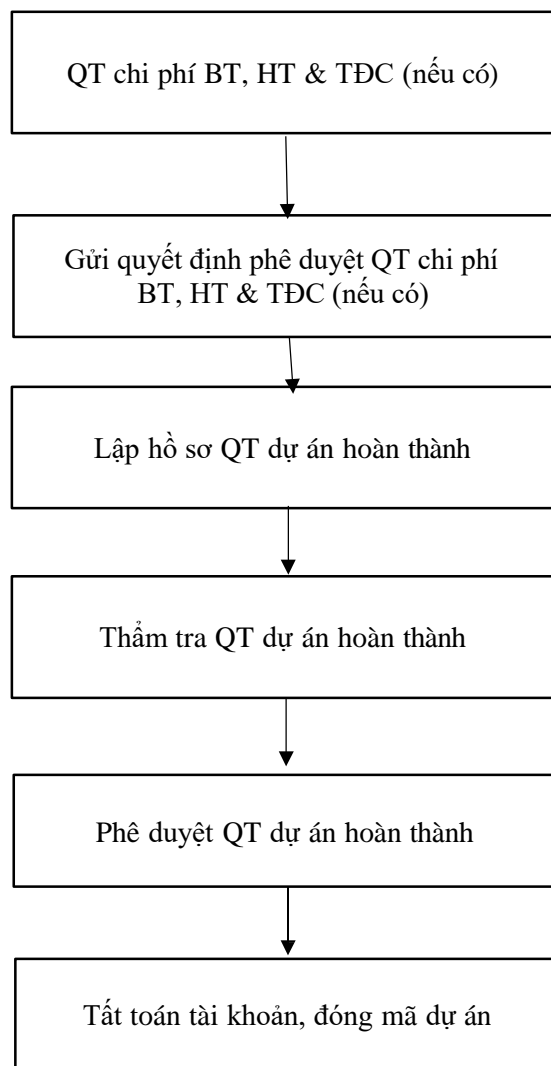 QT chi phí BT, HT & TĐC (nếu có)
Gửi quyết định phê duyệt QT chi phí
BT, HT & TĐC (nếu có)
Lập hồ sơ QT dự án hoàn thành
Thẩm tra QT dự án hoàn thành
Phê duyệt QT dự án hoàn thành
Tất toán tài khoản, đóng mã dự án